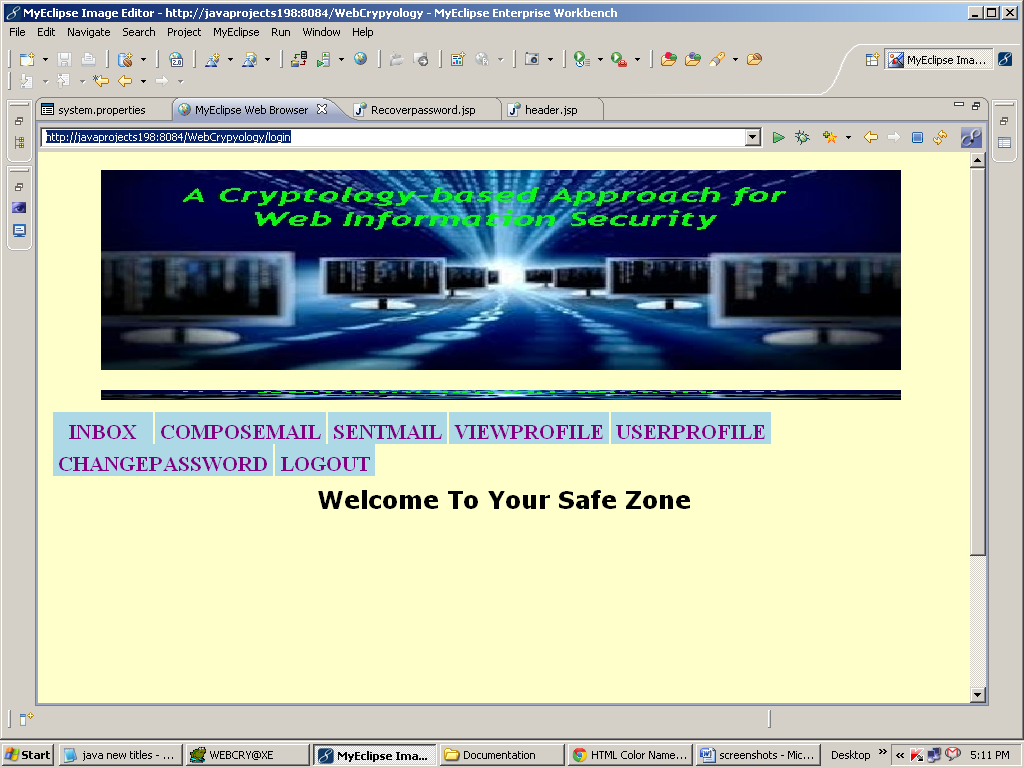 MyEclipse Image Editor - http://javaprojects198:8084/WebCrypyology - MyEclipse Enterprise Workbench
File Edit Navigate Search Project MyEclipse Run Window Help
MyEclipse Ima...
system.properties MyEclipse Web Browser Recoverpassword.jsp header.jsp
http://javaprojects198:8084/WebCrypyology/login
A Cryptology-based Approach for
Web Information Security
INBOX COMPOSEMAIL SENTMAIL VIEWPROFILE USERPROFILE
CHANGEPASSWORD LOGOUT
Welcome To Your Safe Zone
Start java new titles - ... WEBCRY@XE MyEclipse Ima... Documentation HTML Color Name... screenshots - Mic... Desktop » « 5:11 PM